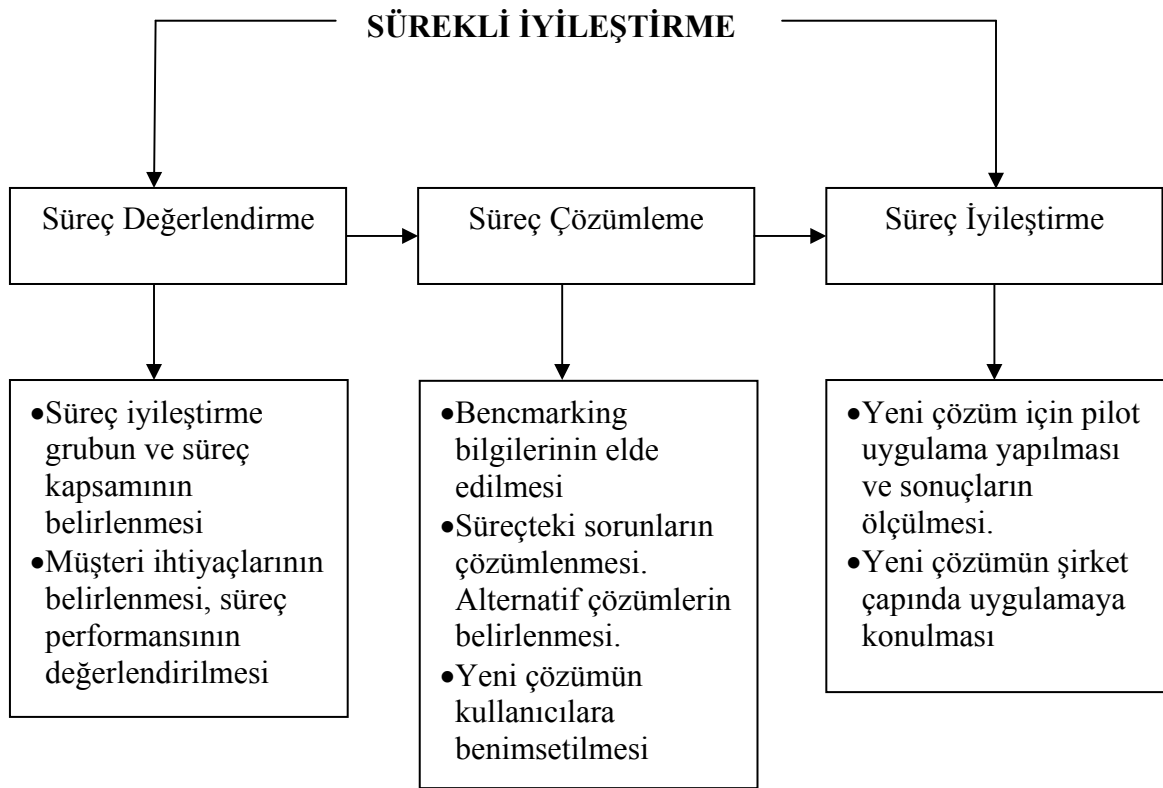 SÜREKLİ İYİLEŞTİRME
Süreç Değerlendirme
Süreç Çözümleme
Süreç İyileştirme
•Süreç iyileştirme
grubun ve süreç
kapsamının
belirlenmesi
•Müşteri ihtiyaçlarının
belirlenmesi, süreç
performansının
değerlendirilmesi
•Bencmarking
bilgilerinin elde
edilmesi
•Süreçteki sorunların
çözümlenmesi.
Alternatif çözümlerin
belirlenmesi.
•Yeni çözümün
kullanıcılara
benimsetilmesi
•Yeni çözüm için pilot
uygulama yapılması
ve sonuçların
ölçülmesi.
•Yeni çözümün şirket
çapında uygulamaya
konulması